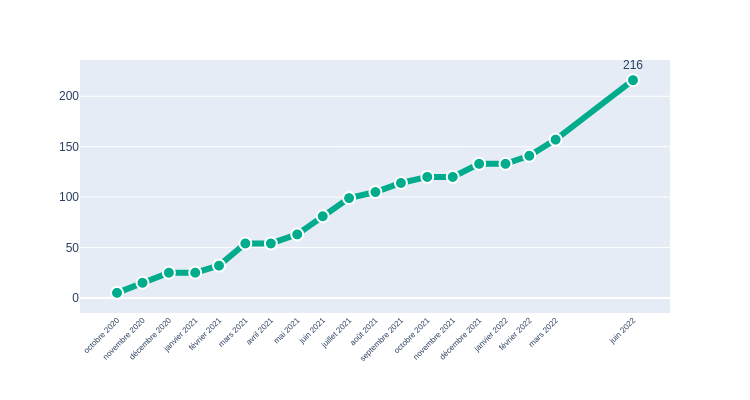 216
200
150
100
50
0
octobre 2020
novembre 2020
décembre 2020
janvier 2021
février 2021
mars 2021
avril 2021
mai 2021
juin 2021
juillet 2021
août 2021
septembre 2021
octobre 2021
novembre 2021
décembre 2021
janvier 2022
février 2022
mars 2022
juin 2022